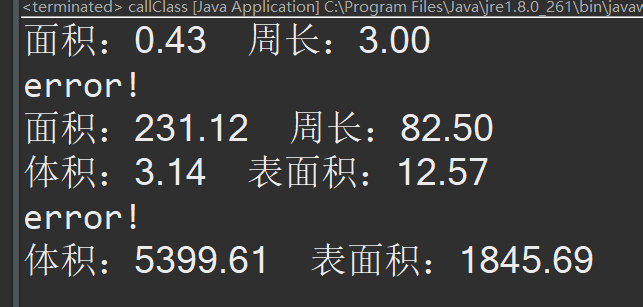 <terminated> callClass [Java Application] C:\Program Files\Java\jre1.8.0_261\bin\javaw
面积：0.43 周长：3.00
error!
面积：231.12 周长：82.50
体积：3.14 表面积：12.57
error!
体积：5399.61 表面积：1845.69